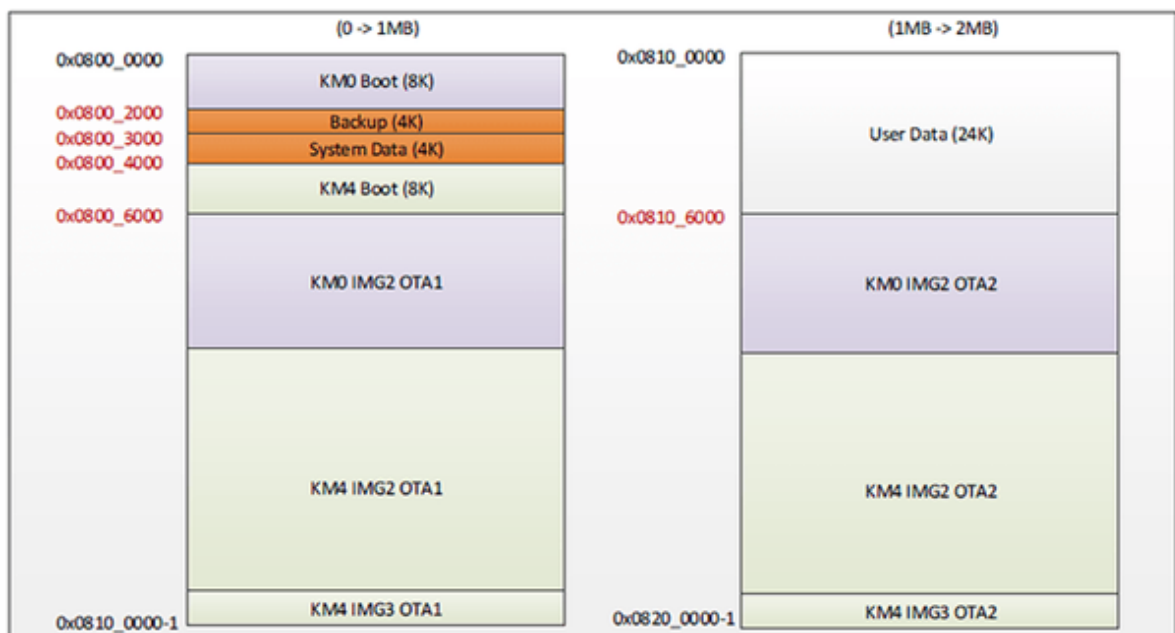 (0 -> 1MB)
0x0800_0000
KM0 Boot (8K)
0x0800_2000
Backup (4K)
0x0800_3000
System Data (4K)
0x0800_4000
KM4 Boot (8K)
0x0800_6000
KM0 IMG2 OTA1
KM4 IMG2 OTA1
KM4 IMG3 OTA1
0x0810_0000-1
(1MB -> 2MB)
0x0810_0000
User Data (24K)
0x0810_6000
KM0 IMG2 OTA2
KM4 IMG2 OTA2
KM4 IMG3 OTA2
0x0820_0000-1